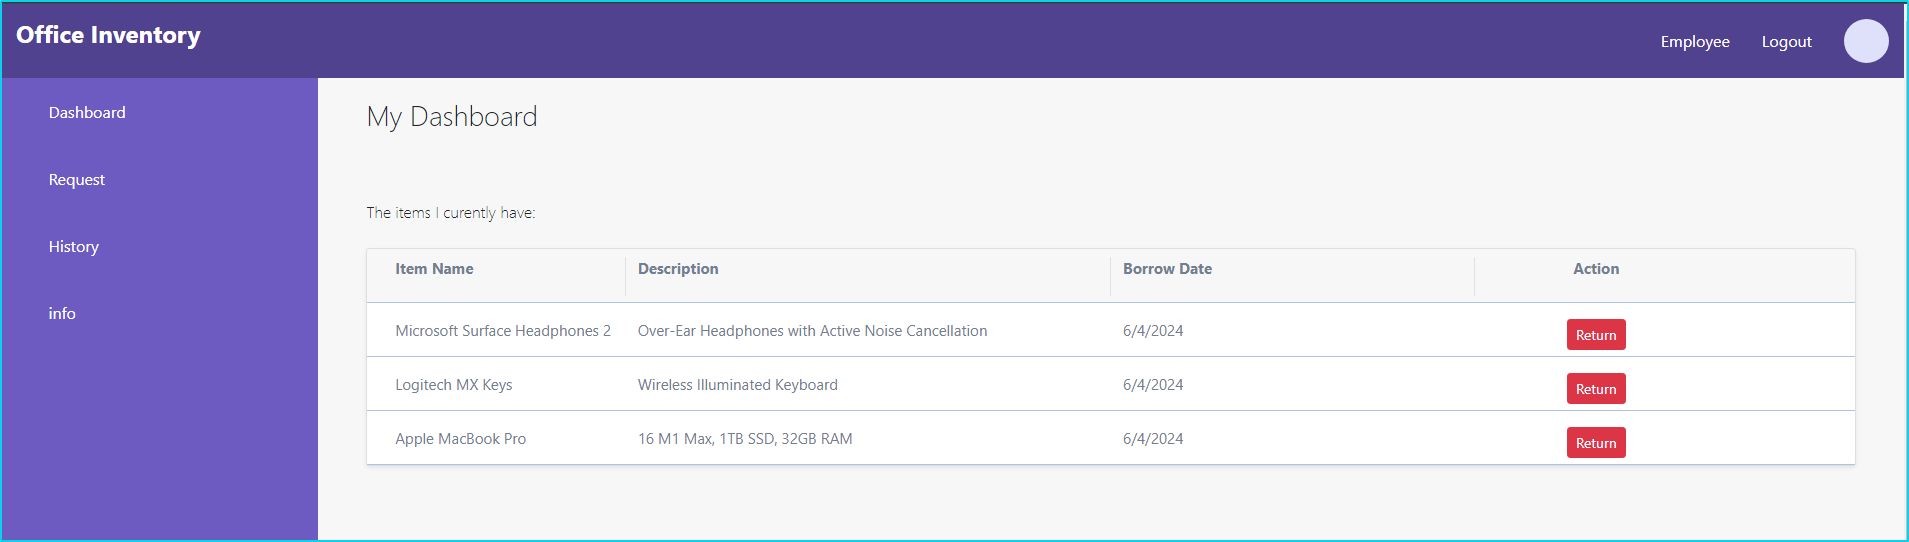 Office Inventory
Employee Logout
Dashboard
Request
History
info
My Dashboard
The items I curently have:
Item Name Description Borrow Date Action
Microsoft Surface Headphones 2 Over-Ear Headphones with Active Noise Cancellation 6/4/2024 Return
Logitech MX Keys Wireless Illuminated Keyboard 6/4/2024 Return
Apple MacBook Pro 16 M1 Max, 1TB SSD, 32GB RAM 6/4/2024 Return